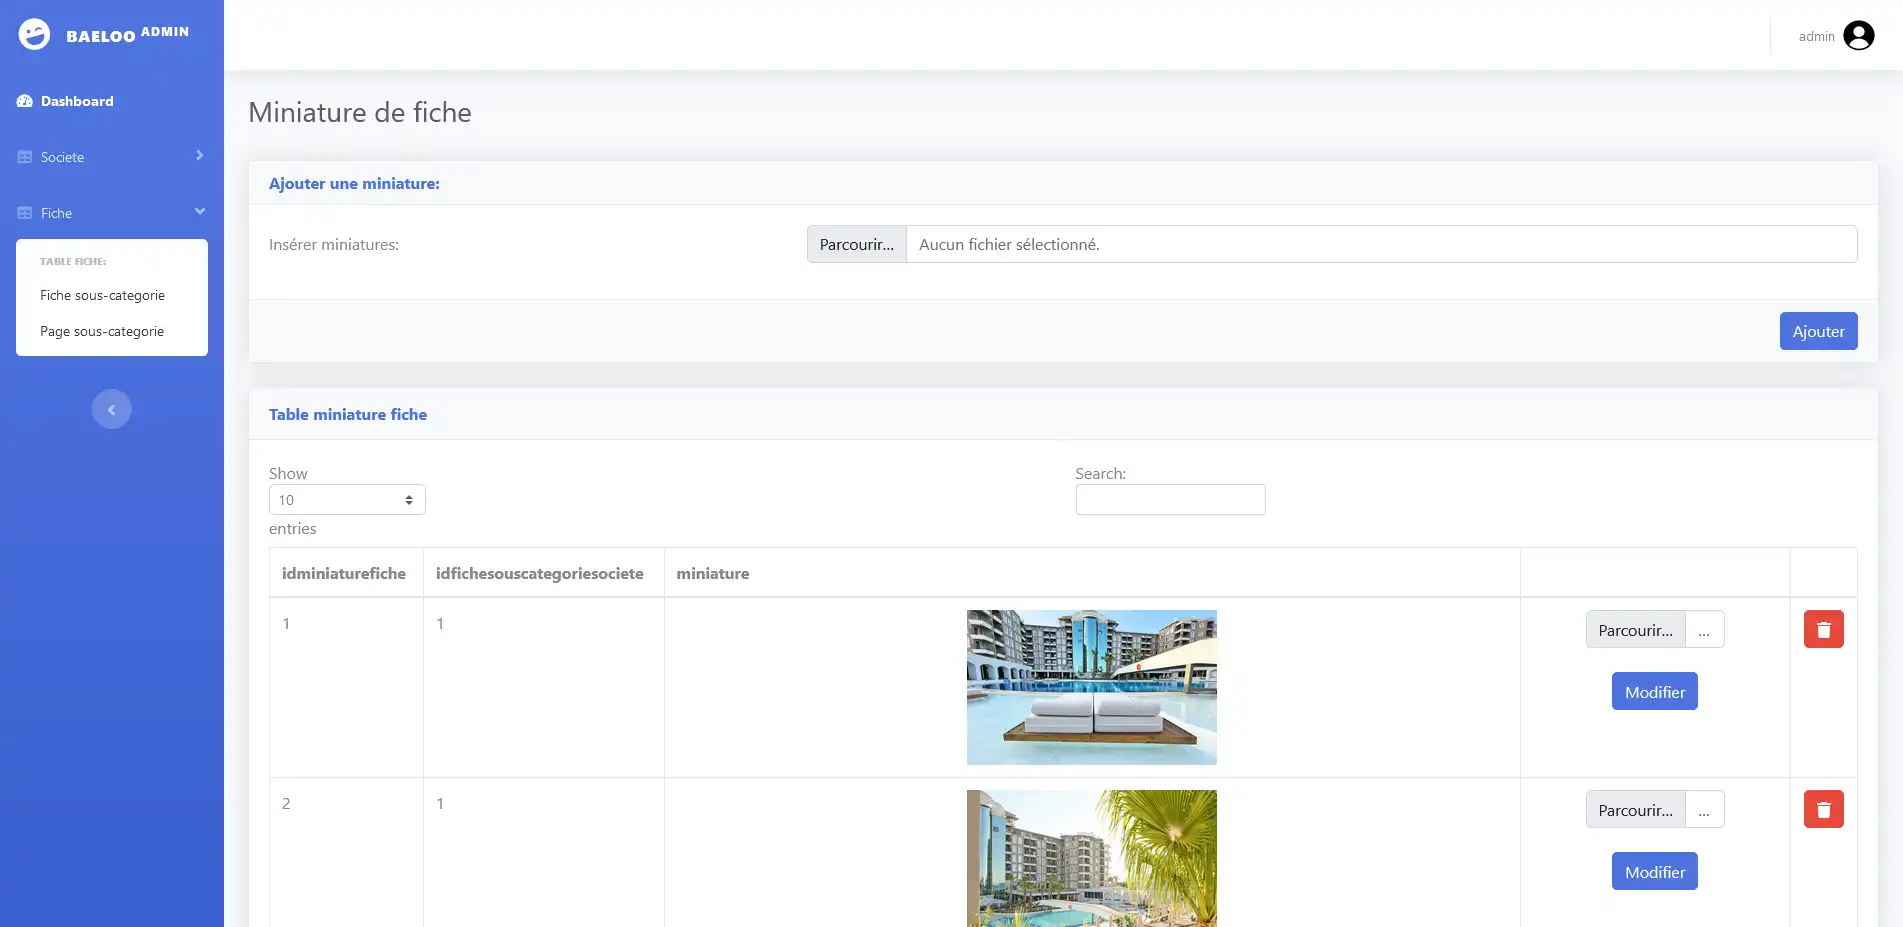 BAELOO ADMIN
admin
Dashboard
Societe
Fiche
TABLE FICHE:
Fiche sous-categorie
Page sous-categorie
Miniature de fiche
Ajouter une miniature:
Insérer miniatures:
Parcourir... Aucun fichier sélectionné.
Ajouter
Table miniature fiche
Show
10
entries
Search:
idminiaturefiche idfichesouscategoriesociete miniature
1 1
Parcourir... ...
Modifier
2 1
Parcourir... ...
Modifier